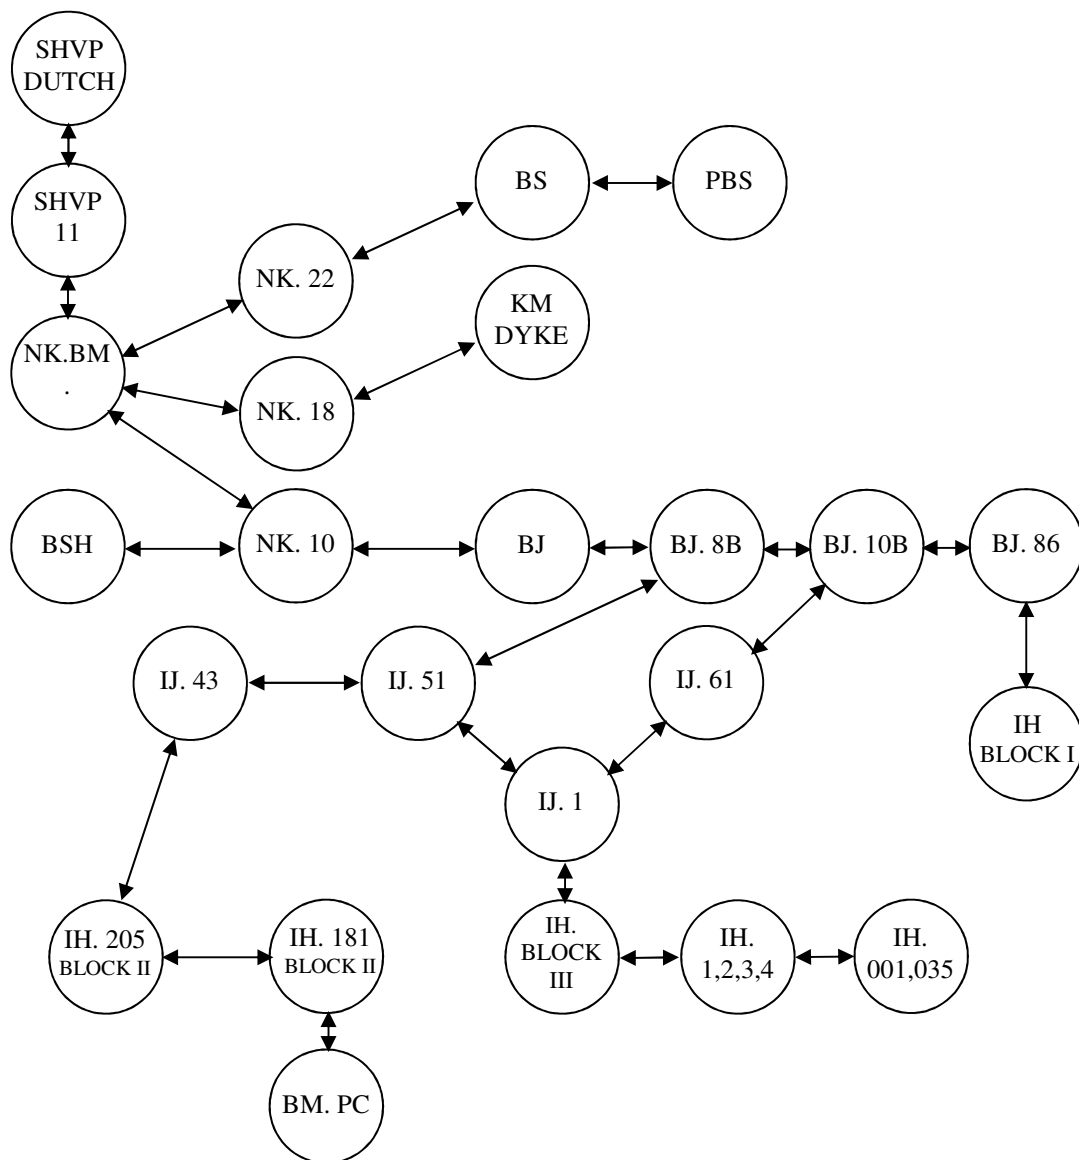 SHVP
DUTCH
SHVP
11
BS
PBS
NK. 22
KM
DYKE
NK.BM
.
NK. 18
BSH
NK. 10
BJ
BJ. 8B
BJ. 10B
BJ. 86
IJ. 43
IJ. 51
IJ. 61
IH
BLOCK I
IJ. 1
IH. 205
BLOCK II
IH. 181
BLOCK II
IH.
BLOCK
III
IH.
1,2,3,4
IH.
001,035
BM. PC